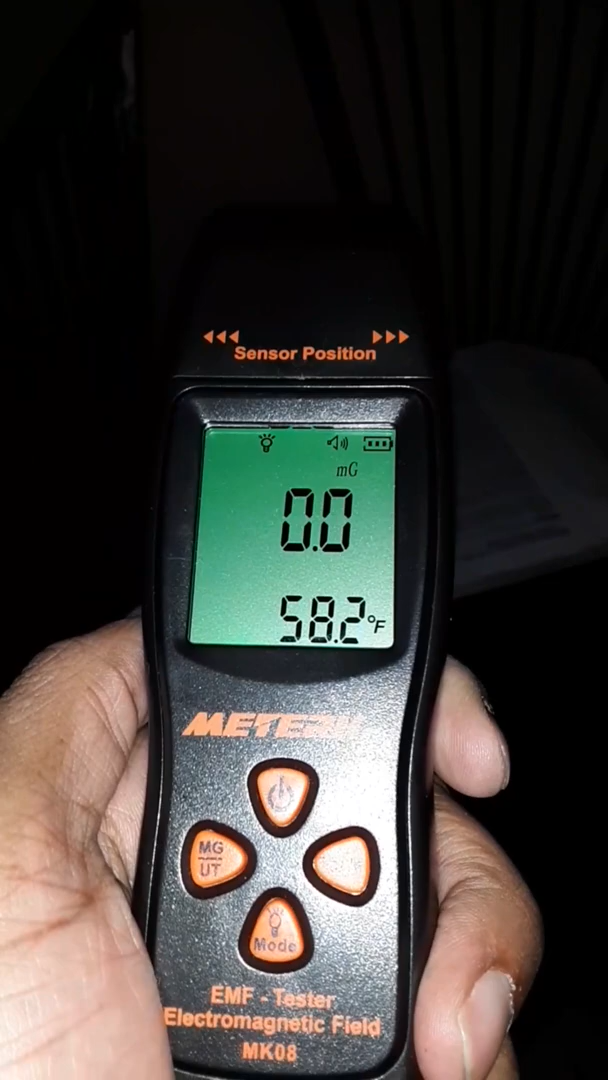 Sensor Position
mG
0.0
58.2°F
METERK
MG
UT
Mode
EMF - Tester
Electromagnetic Field
MK08